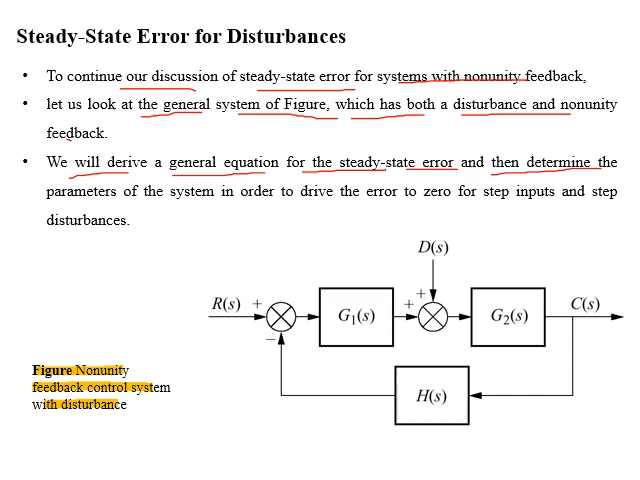 Steady-State Error for Disturbances
• To continue our discussion of steady-state error for systems with nonunity feedback,
• let us look at the general system of Figure, which has both a disturbance and nonunity
feedback.
• We will derive a general equation for the steady-state error and then determine the
parameters of the system in order to drive the error to zero for step inputs and step
disturbances.
D(s)
+
R(s) + G₁(s) + G₂(s) C(s)
−
Figure Nonunity
feedback control system
with disturbance
H(s)